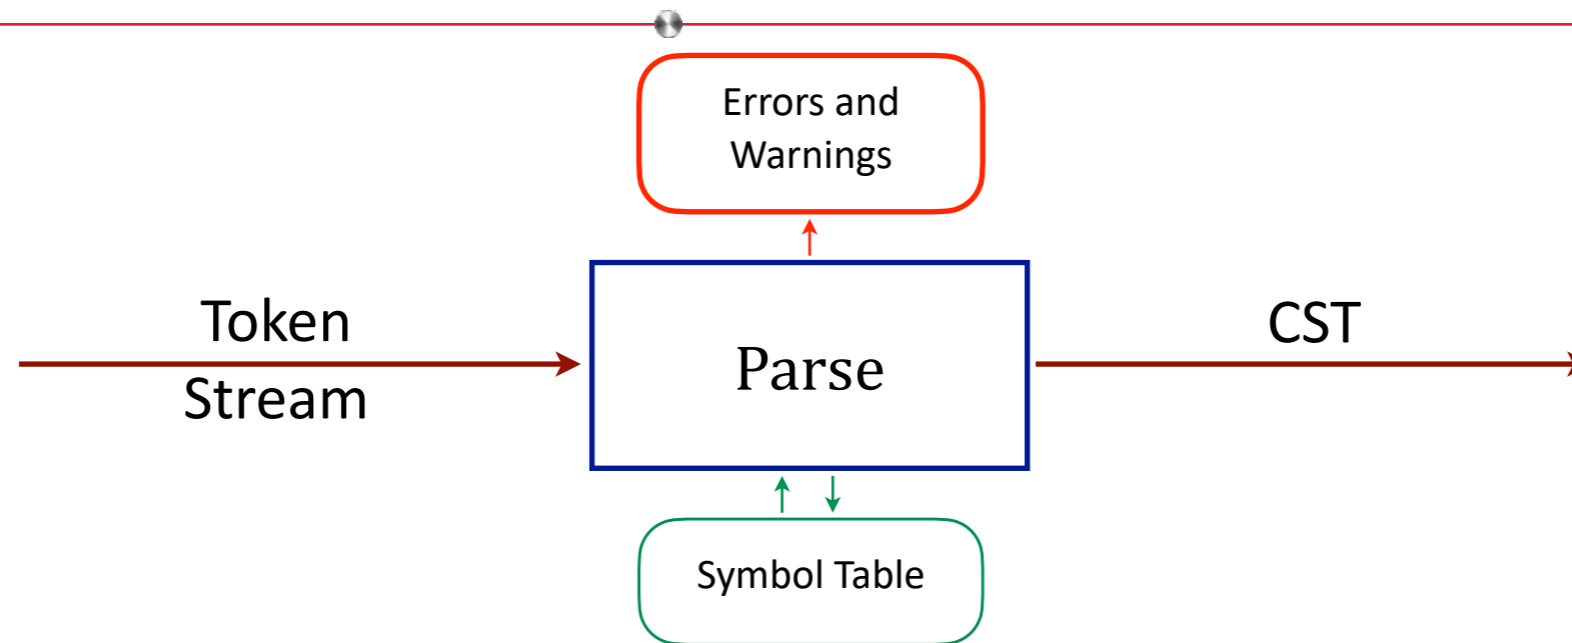 Errors and
Warnings
Token
Stream
Parse
CST
Symbol Table